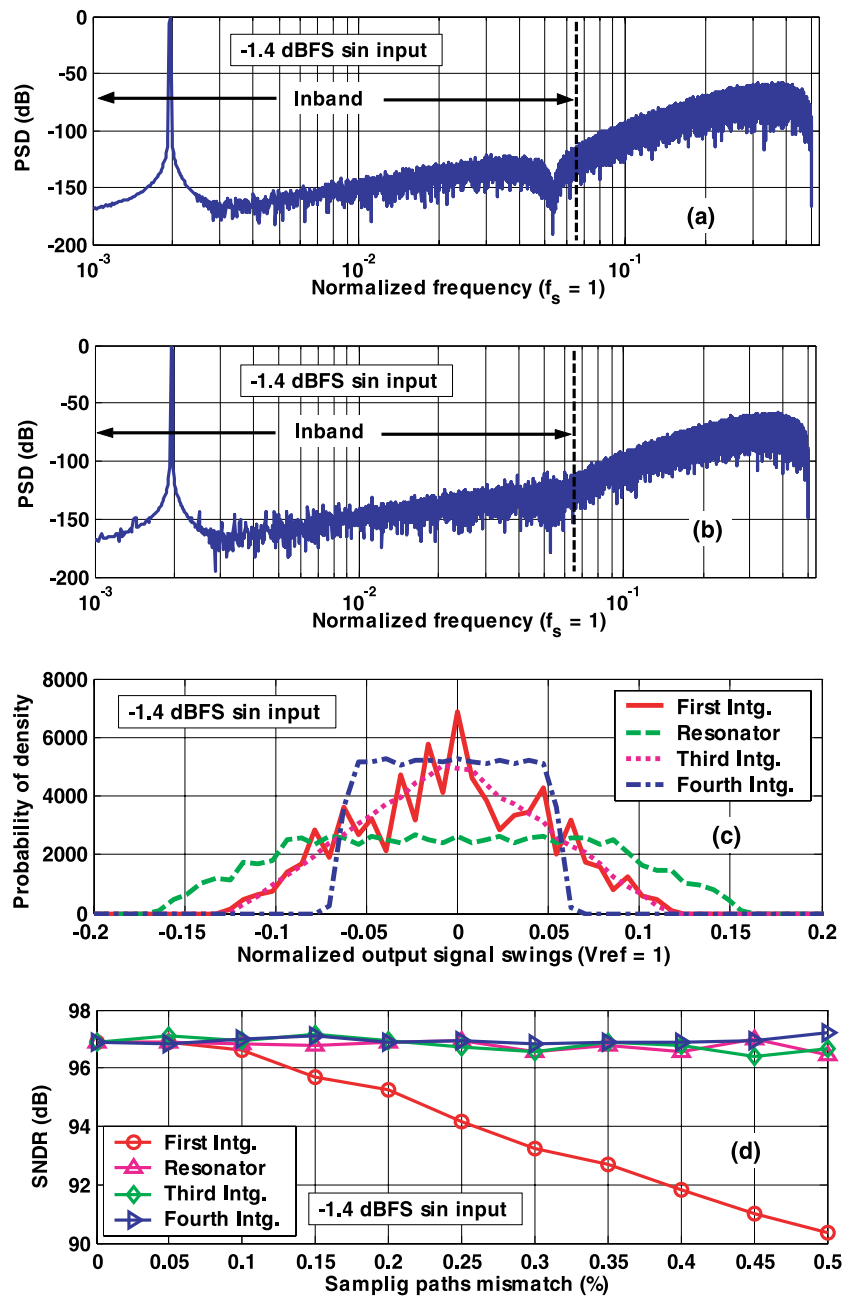 -1.4 dBFS sin input
Inband
(a)
PSD (dB)
0
-50
-100
-150
-200
10-3
10-2
10-1
Normalized frequency (f_s = 1)
-1.4 dBFS sin input
Inband
(b)
PSD (dB)
0
-50
-100
-150
-200
10-3
10-2
10-1
Normalized frequency (f_s = 1)
-1.4 dBFS sin input
First Intg.
Resonator
Third Intg.
Fourth Intg.
(c)
Probability of density
8000
6000
4000
2000
0
-0.2 -0.15 -0.1 -0.05 0 0.05 0.1 0.15 0.2
Normalized output signal swings (Vref = 1)
98
96
94
92
90
SNDR (dB)
First Intg.
Resonator
Third Intg.
Fourth Intg.
-1.4 dBFS sin input
(d)
0 0.05 0.1 0.15 0.2 0.25 0.3 0.35 0.4 0.45 0.5
Samplig paths mismatch (%)